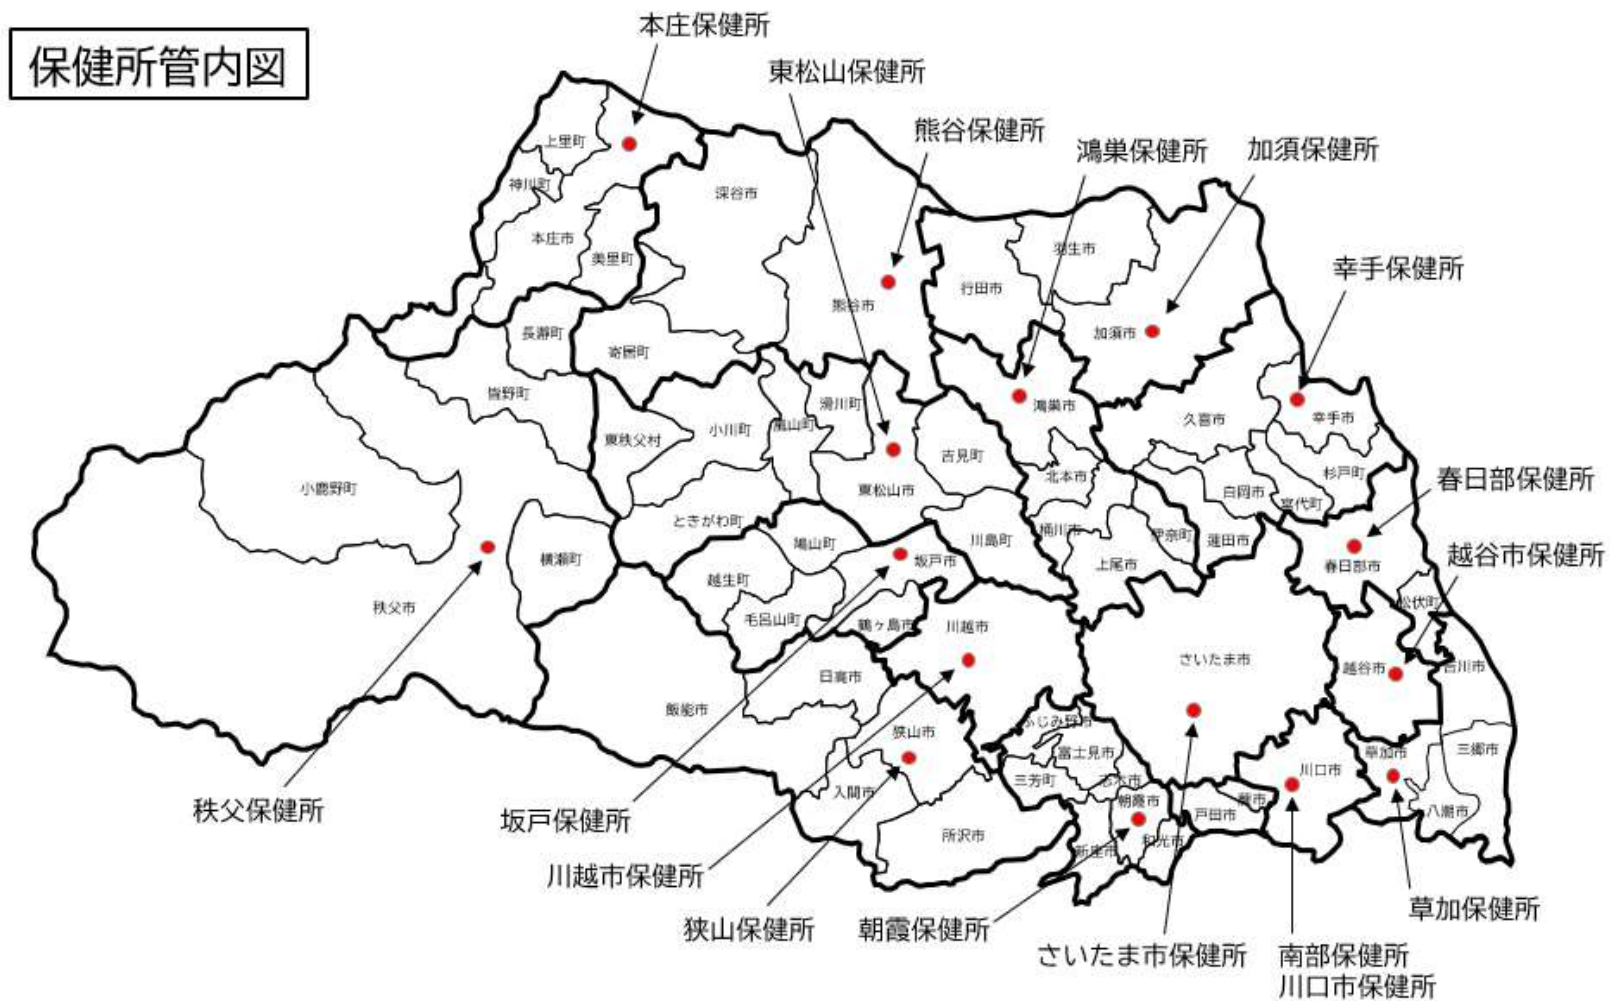 保健所管内図
本庄保健所
東松山保健所
熊谷保健所
鴻巣保健所
加須保健所
幸手保健所
春日部保健所
越谷市保健所
上里町
神川町
本庄市
美里町
深谷市
熊谷市
行田市
羽生市
加須市
長瀞町
寄居町
皆野町
東秩父村
小川町
嵐山町
滑川町
吉見町
鴻巣市
久喜市
幸手市
杉戸町
宮代町
白岡市
北本市
桶川市
伊奈町
蓮田市
上尾市
春日部市
松伏町
小鹿野町
秩父市
横瀬町
ときがわ町
東松山市
鳩山町
越生町
毛呂山町
坂戸市
川島町
鶴ヶ島市
川越市
さいたま市
越谷市
吉川市
日高市
飯能市
狭山市
入間市
所沢市
ふじみ野市
富士見市
三芳町
志木市
朝霞市
新座市
和光市
戸田市
蕨市
川口市
草加市
三郷市
八潮市
秩父保健所
坂戸保健所
川越市保健所
狭山保健所
朝霞保健所
さいたま市保健所
南部保健所
川口市保健所
草加保健所